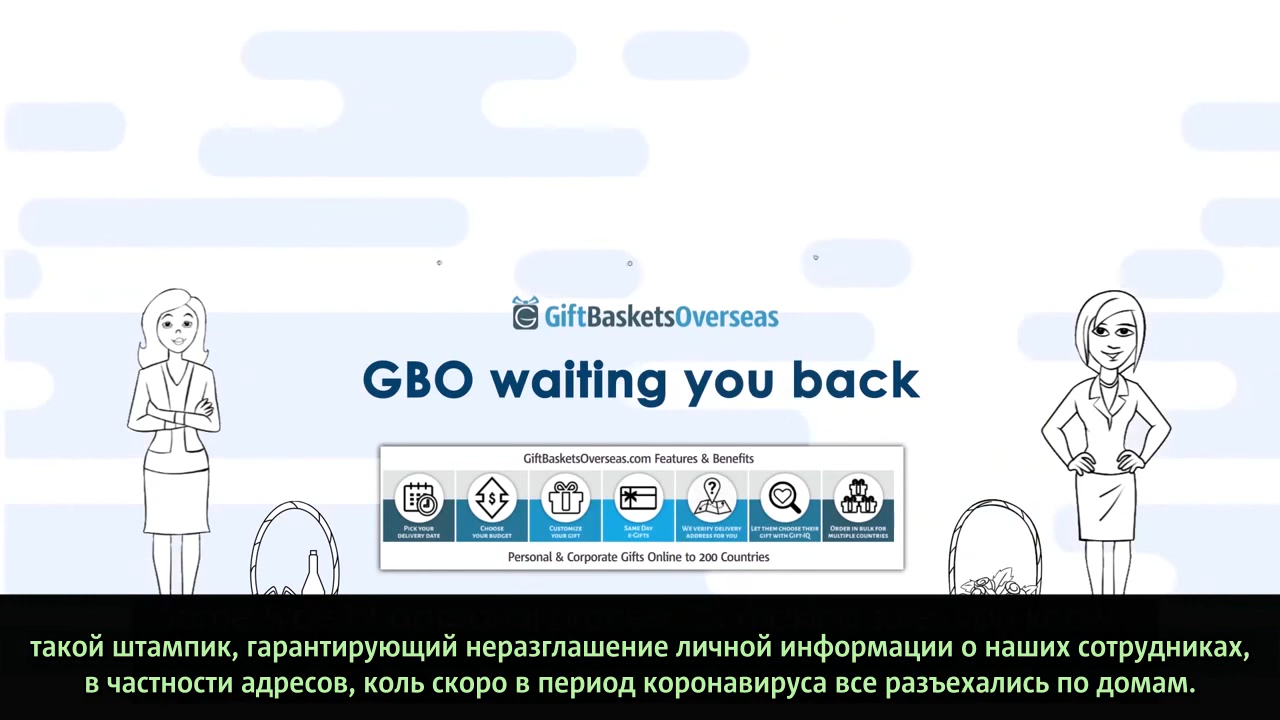 GiftBasketsOverseas
GBO waiting you back
GiftBasketsOverseas.com Features & Benefits
PICK YOUR
DELIVERY DATE
CHOOSE
YOUR BUDGET
CUSTOMIZE
YOUR GIFT
SAME DAY
E-GIFTS
WE VERIFY DELIVERY
ADDRESS FOR YOU
LET THEM CHOOSE THEIR
GIFT WITH GIFT-IQ
ORDER IN BULK FOR
MULTIPLE COUNTRIES
Personal & Corporate Gifts Online to 200 Countries
такой штампик, гарантирующий неразглашение личной информации о наших сотрудниках,
в частности адресов, коль скоро в период коронавируса все разъехались по домам.